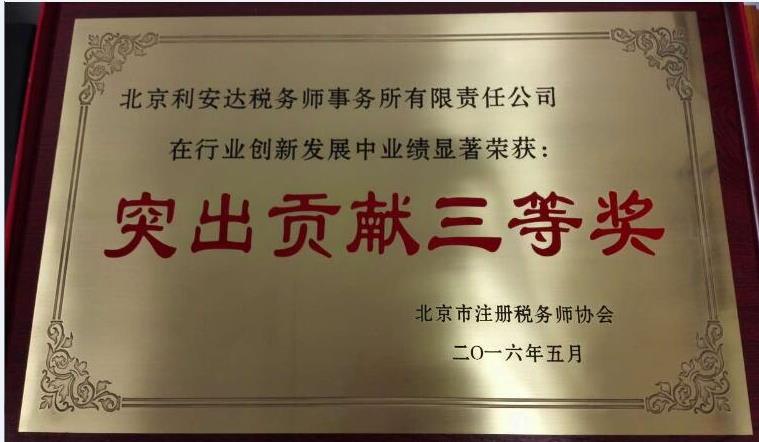 北京利安达税务师事务所有限责任公司
在行业创新发展中业绩显著荣获：
突出贡献三等奖
北京市注册税务师协会
二〇一六年五月